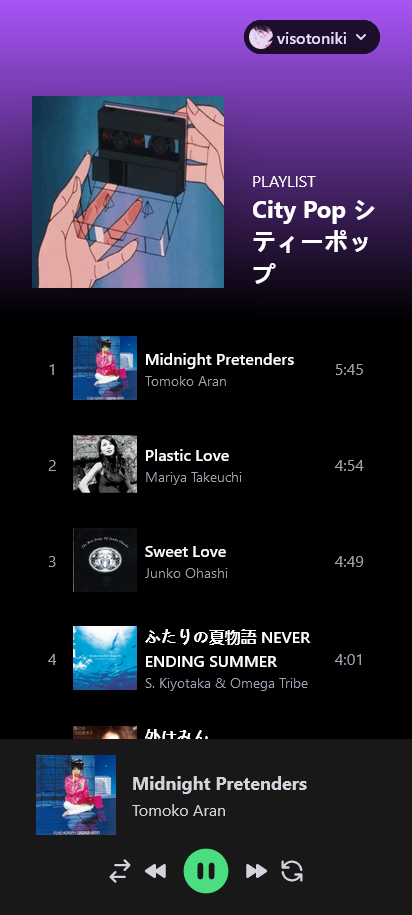 visotoniki
PLAYLIST
City Pop シ
ティーポッ
プ
1
Midnight Pretenders
Tomoko Aran
5:45
2
Plastic Love
Mariya Takeuchi
4:54
3
Sweet Love
Junko Ohashi
4:49
4
ふたりの夏物語 NEVER
ENDING SUMMER
S. Kiyotaka & Omega Tribe
4:01
Midnight Pretenders
Tomoko Aran